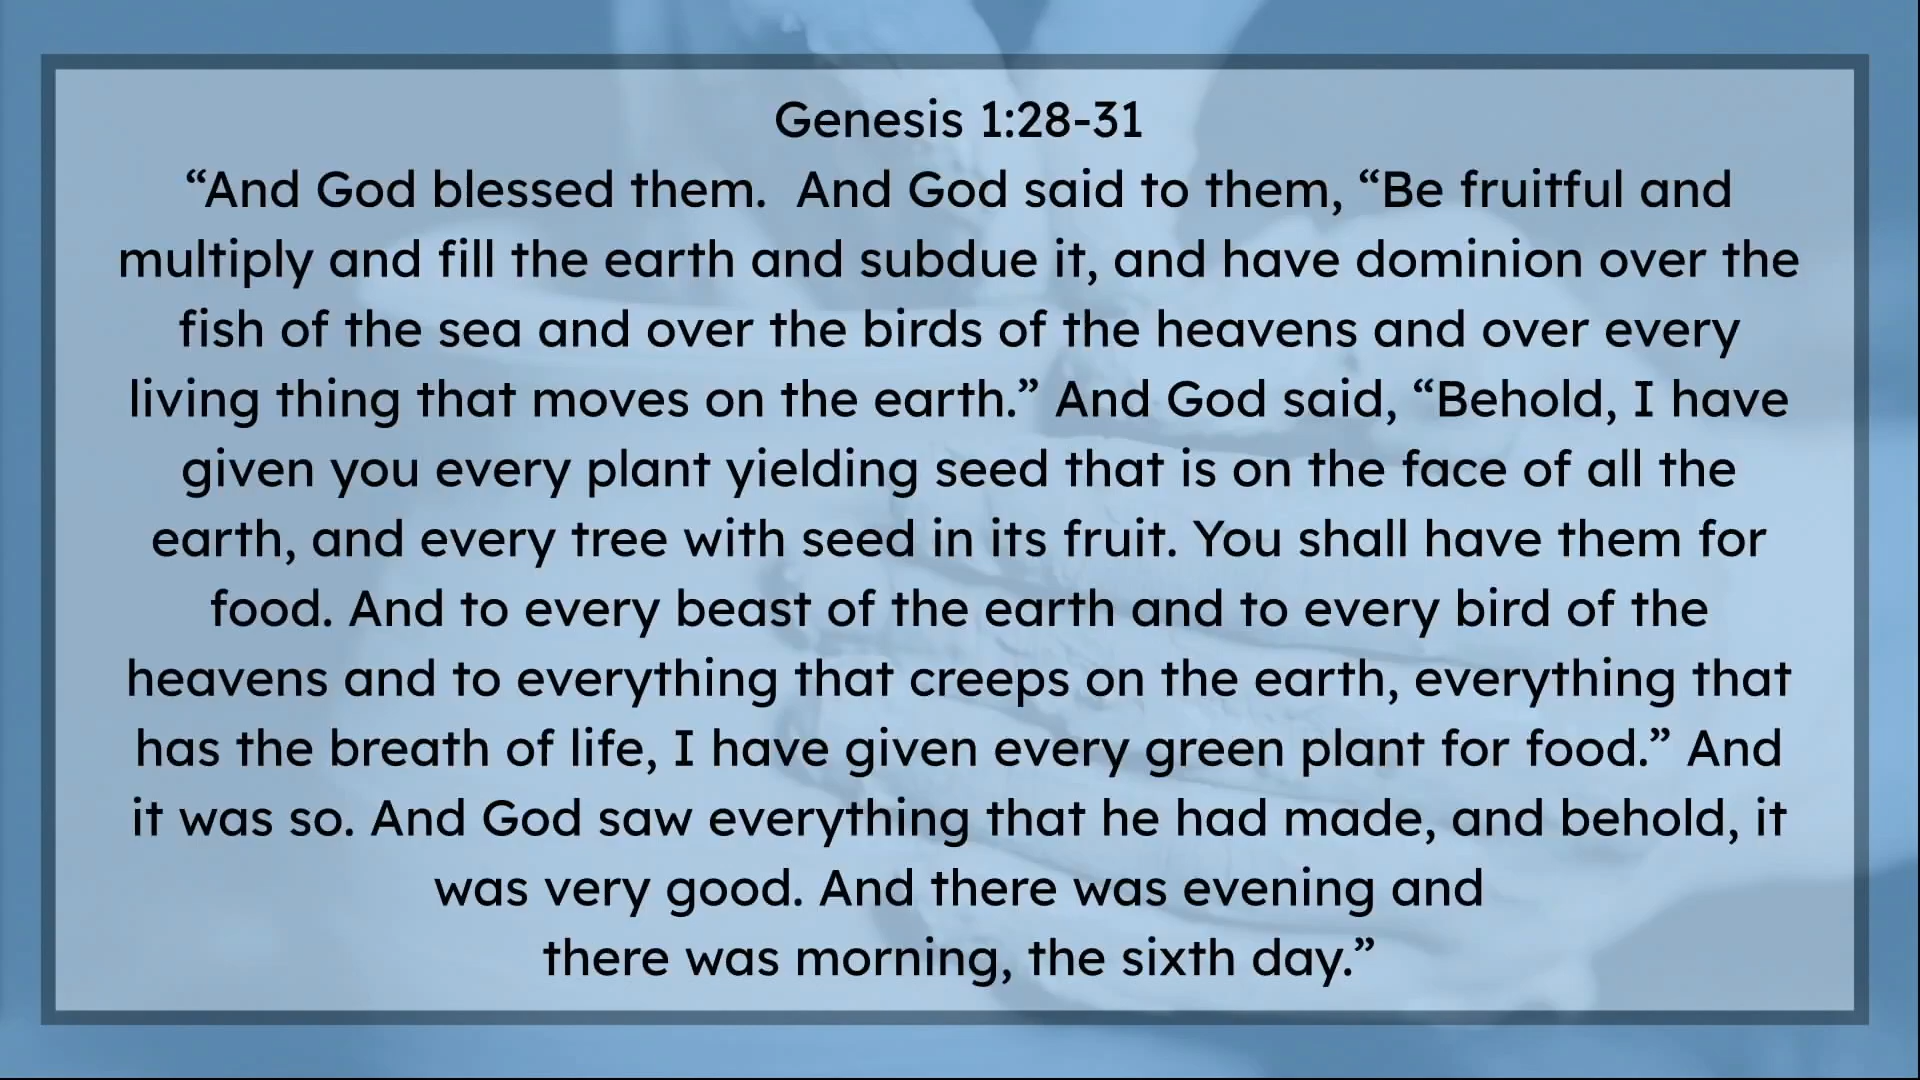 Genesis 1:28-31
“And God blessed them.  And God said to them, “Be fruitful and
multiply and fill the earth and subdue it, and have dominion over the
fish of the sea and over the birds of the heavens and over every
living thing that moves on the earth.” And God said, “Behold, I have
given you every plant yielding seed that is on the face of all the
earth, and every tree with seed in its fruit. You shall have them for
food. And to every beast of the earth and to every bird of the
heavens and to everything that creeps on the earth, everything that
has the breath of life, I have given every green plant for food.” And
it was so. And God saw everything that he had made, and behold, it
was very good. And there was evening and
there was morning, the sixth day.”